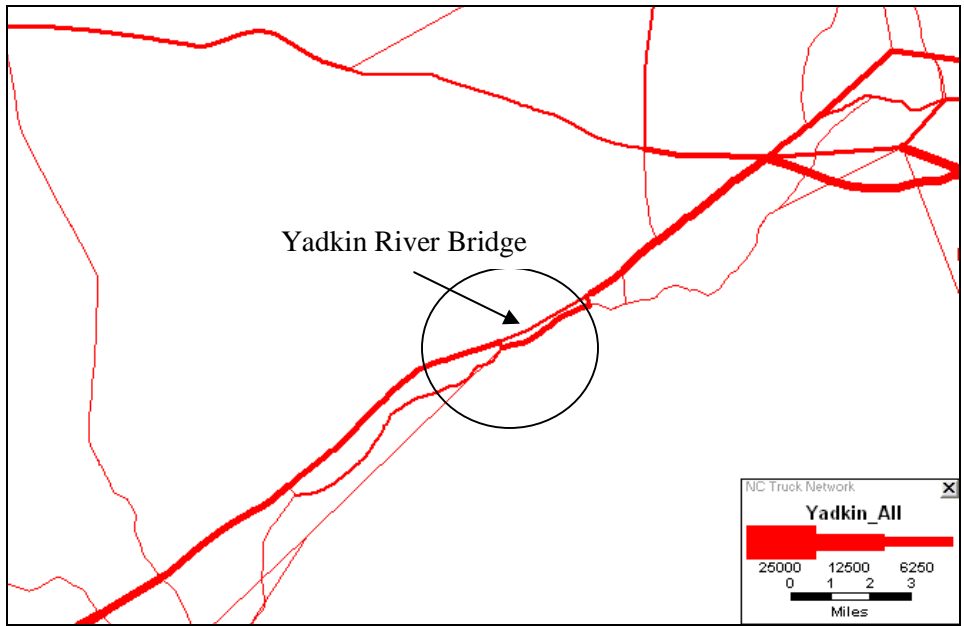 Yadkin River Bridge
NC Truck Network
Yadkin_All
25000 12500 6250
0 1 2 3
Miles